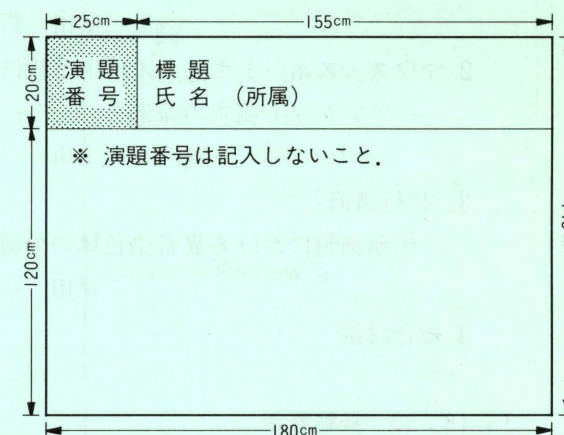 25cm 155cm
20cm
演題 標題
番号 氏名 （所属）
※ 演題番号は記入しないこと．
120cm
180cm